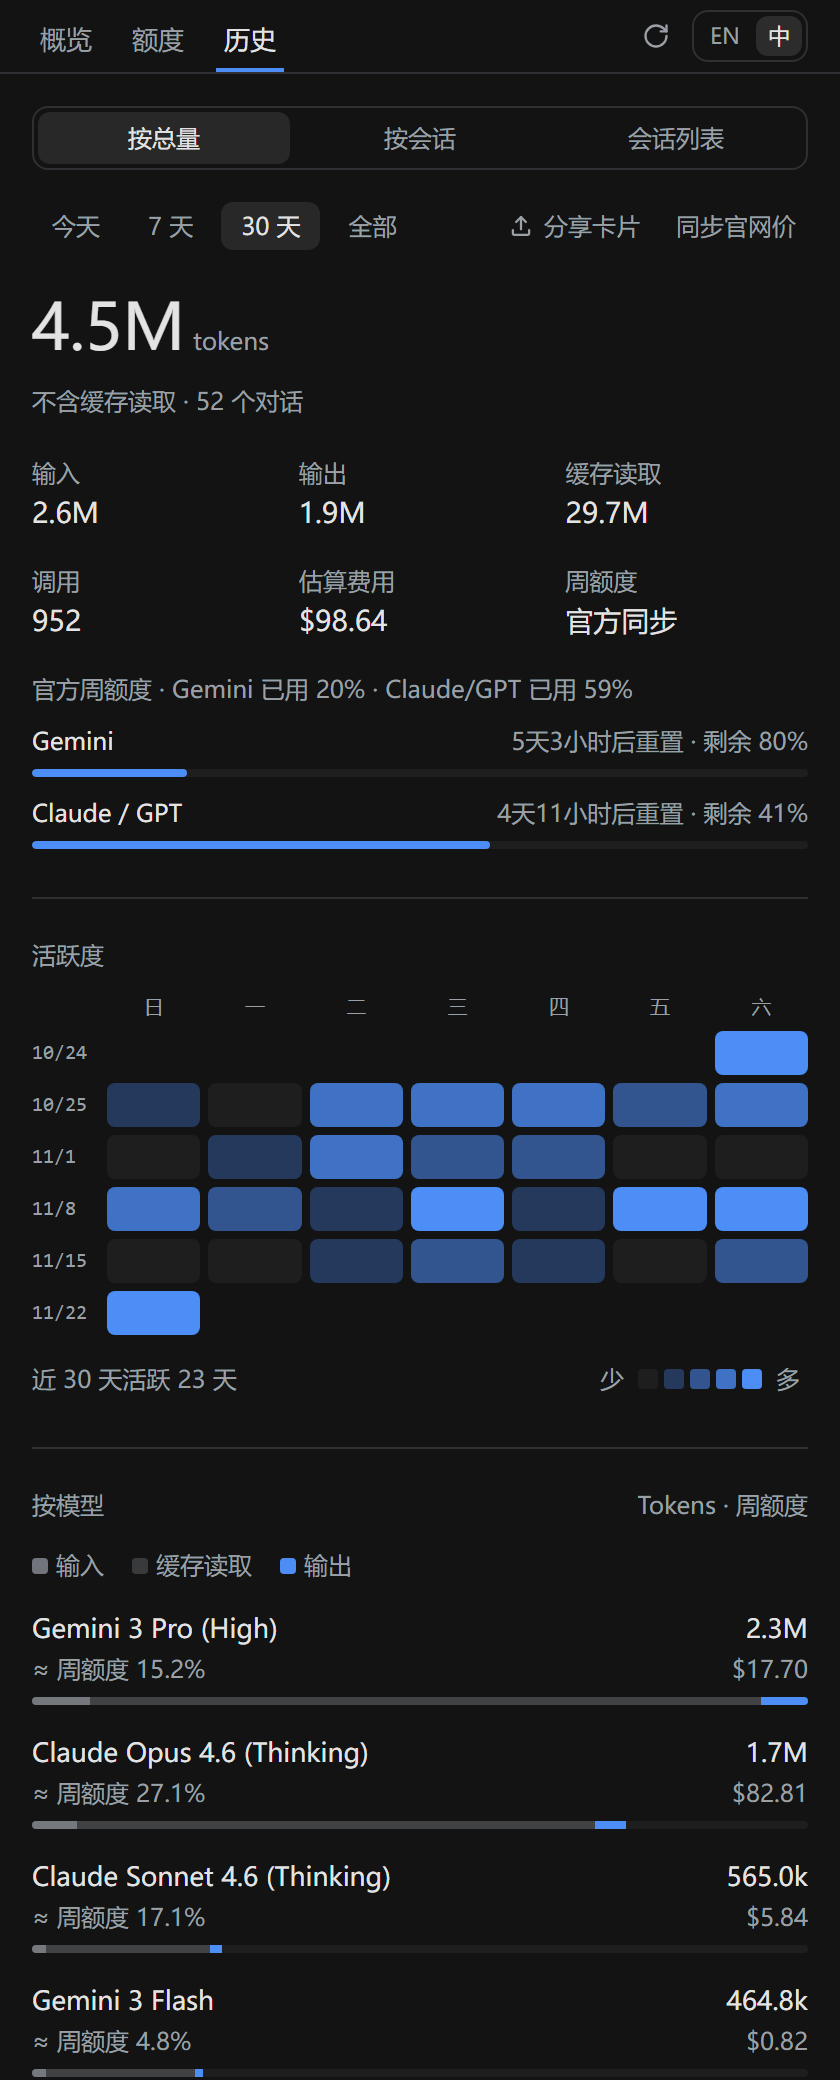 概览 额度 历史 EN 中
按总量 按会话 会话列表
今天 7 天 30 天 全部 分享卡片 同步官网价
4.5M tokens
不含缓存读取 · 52 个对话
输入 输出 缓存读取
2.6M 1.9M 29.7M
调用 估算费用 周额度
952 $98.64 官方同步
官方周额度 · Gemini 已用 20% · Claude/GPT 已用 59%
Gemini 5天3小时后重置 · 剩余 80%
Claude / GPT 4天11小时后重置 · 剩余 41%
活跃度
日 一 二 三 四 五 六
10/24
10/25
11/1
11/8
11/15
11/22
近 30 天活跃 23 天 少 多
按模型 Tokens · 周额度
输入 缓存读取 输出
Gemini 3 Pro (High) 2.3M
≈ 周额度 15.2% $17.70
Claude Opus 4.6 (Thinking) 1.7M
≈ 周额度 27.1% $82.81
Claude Sonnet 4.6 (Thinking) 565.0k
≈ 周额度 17.1% $5.84
Gemini 3 Flash 464.8k
≈ 周额度 4.8% $0.82